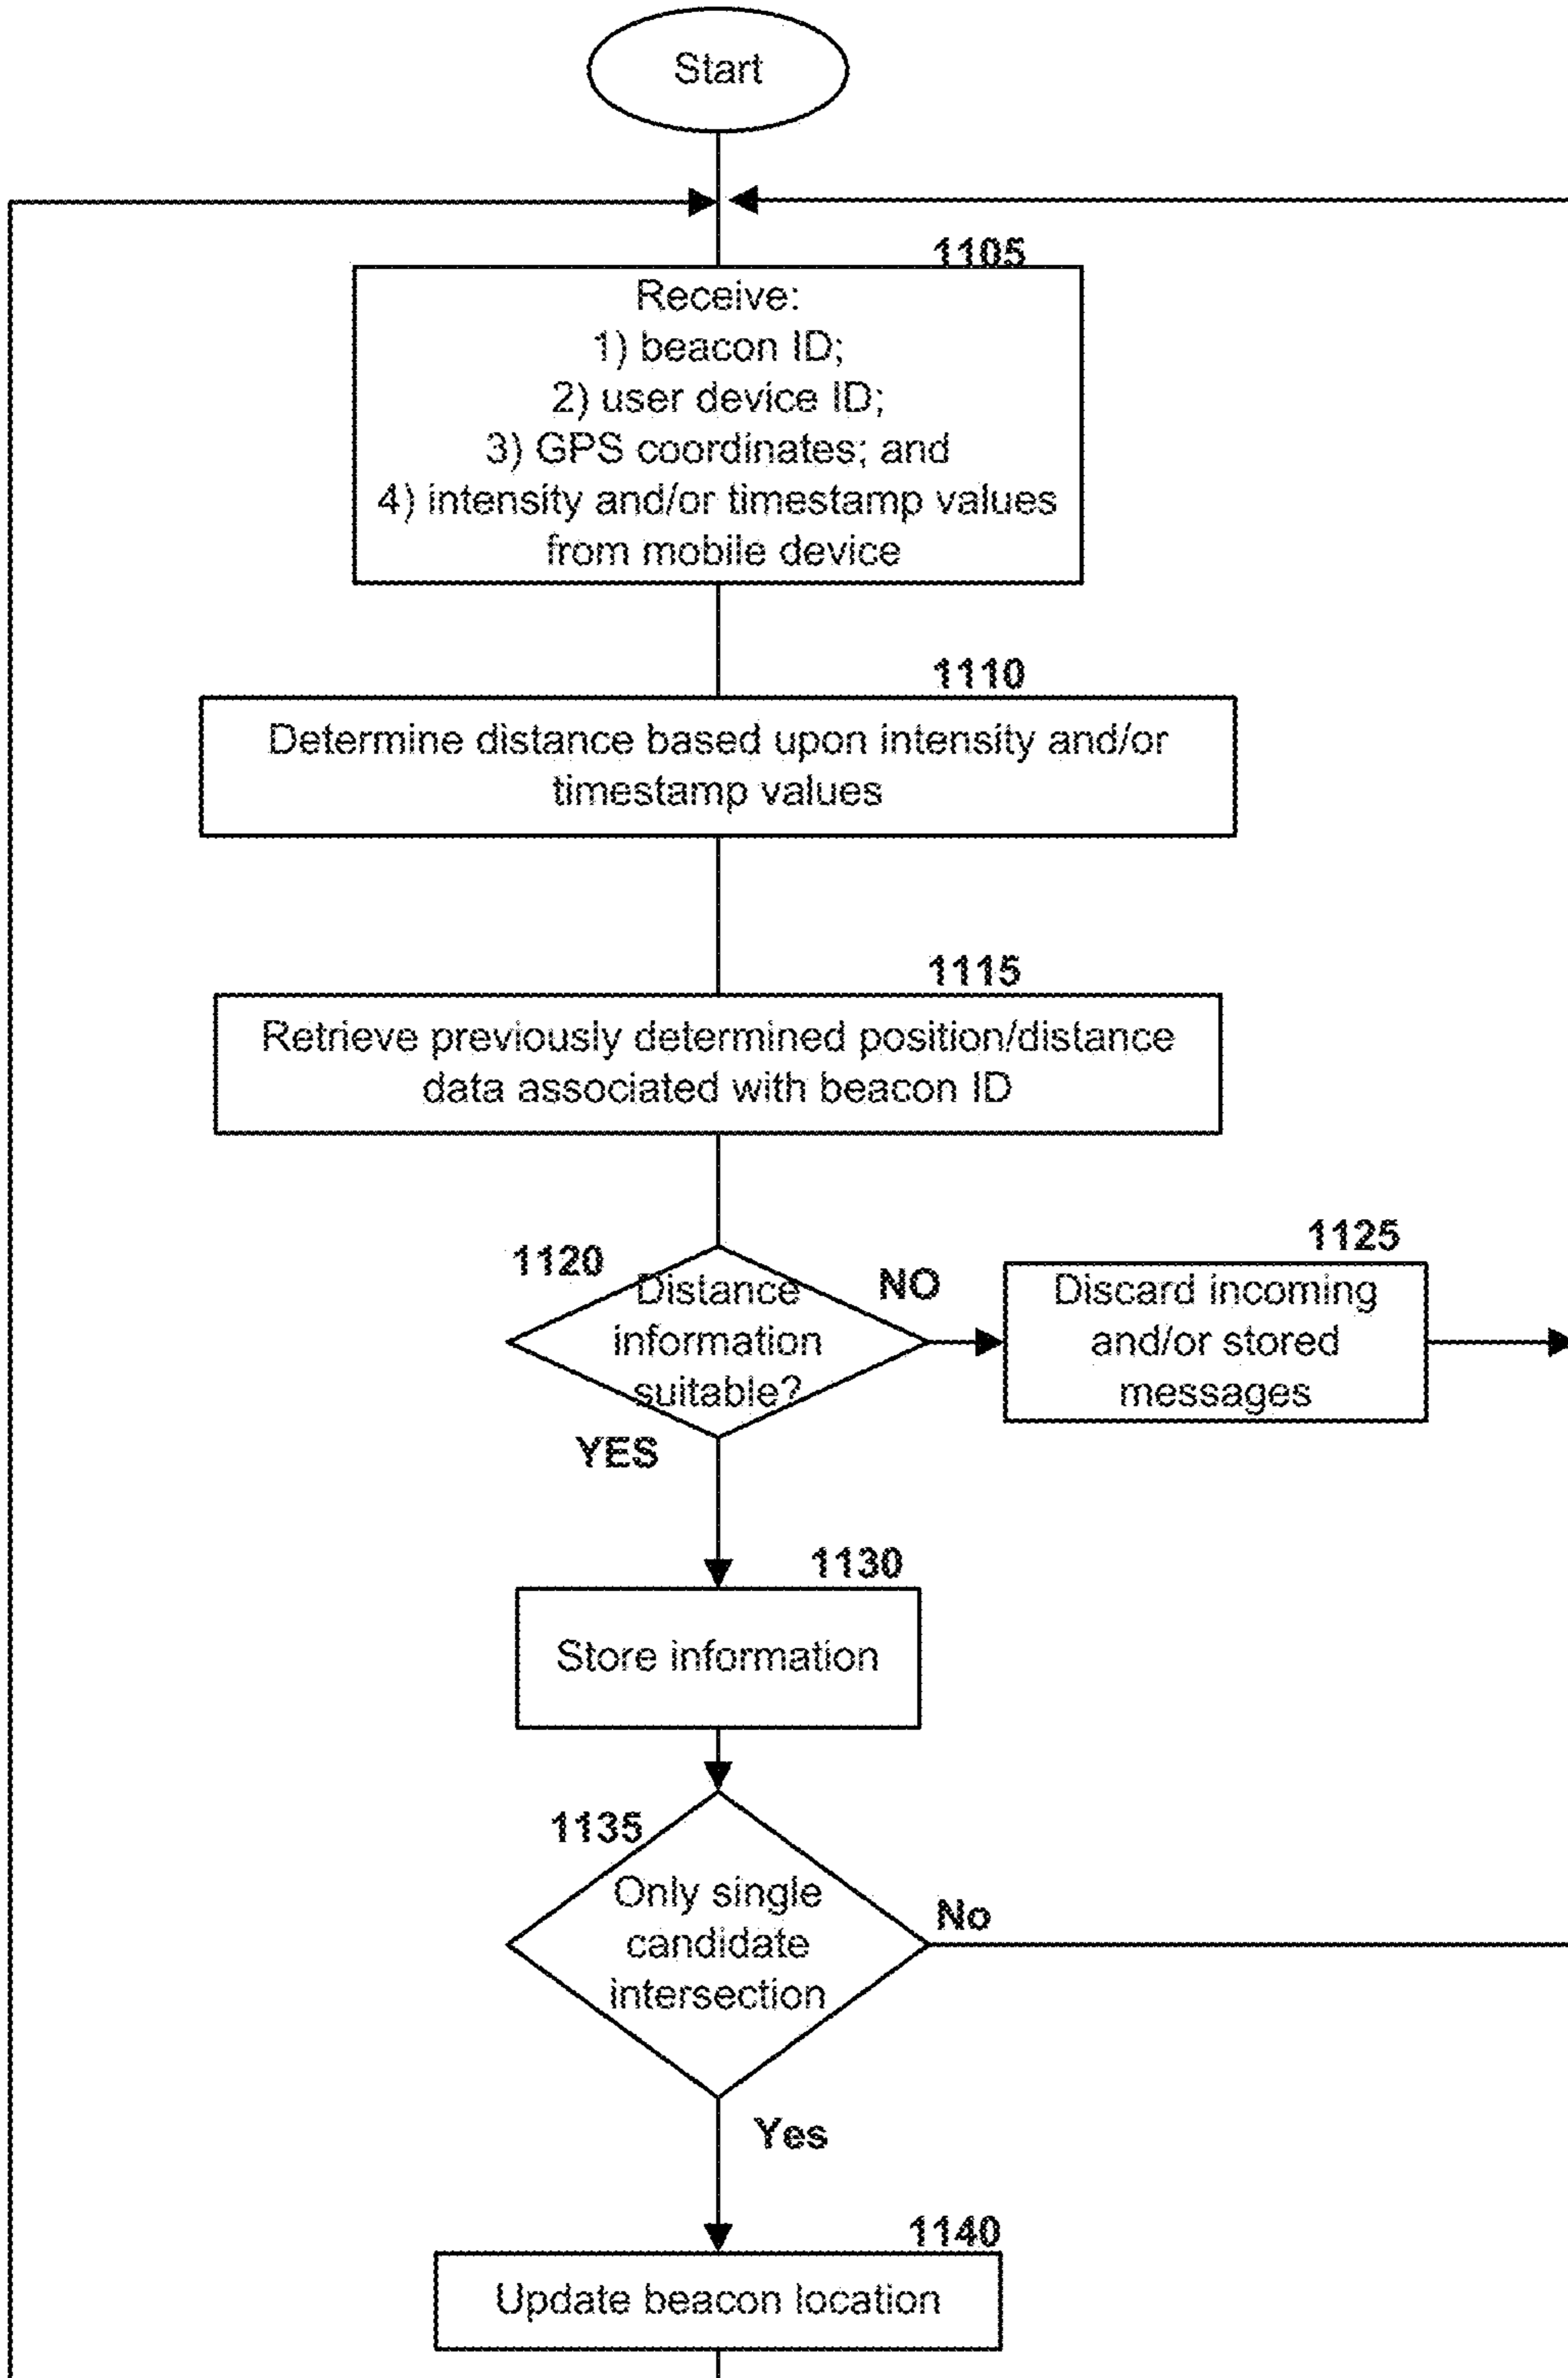 Start
1105
Receive:
1) beacon ID;
2) user device ID;
3) GPS coordinates; and
4) intensity and/or timestamp values
from mobile device
1110
Determine distance based upon intensity and/or
timestamp values
1115
Retrieve previously determined position/distance
data associated with beacon ID
1120
Distance
information
suitable?
NO
YES
1125
Discard incoming
and/or stored
messages
1130
Store information
1135
Only single
candidate
intersection
No
Yes
1140
Update beacon location